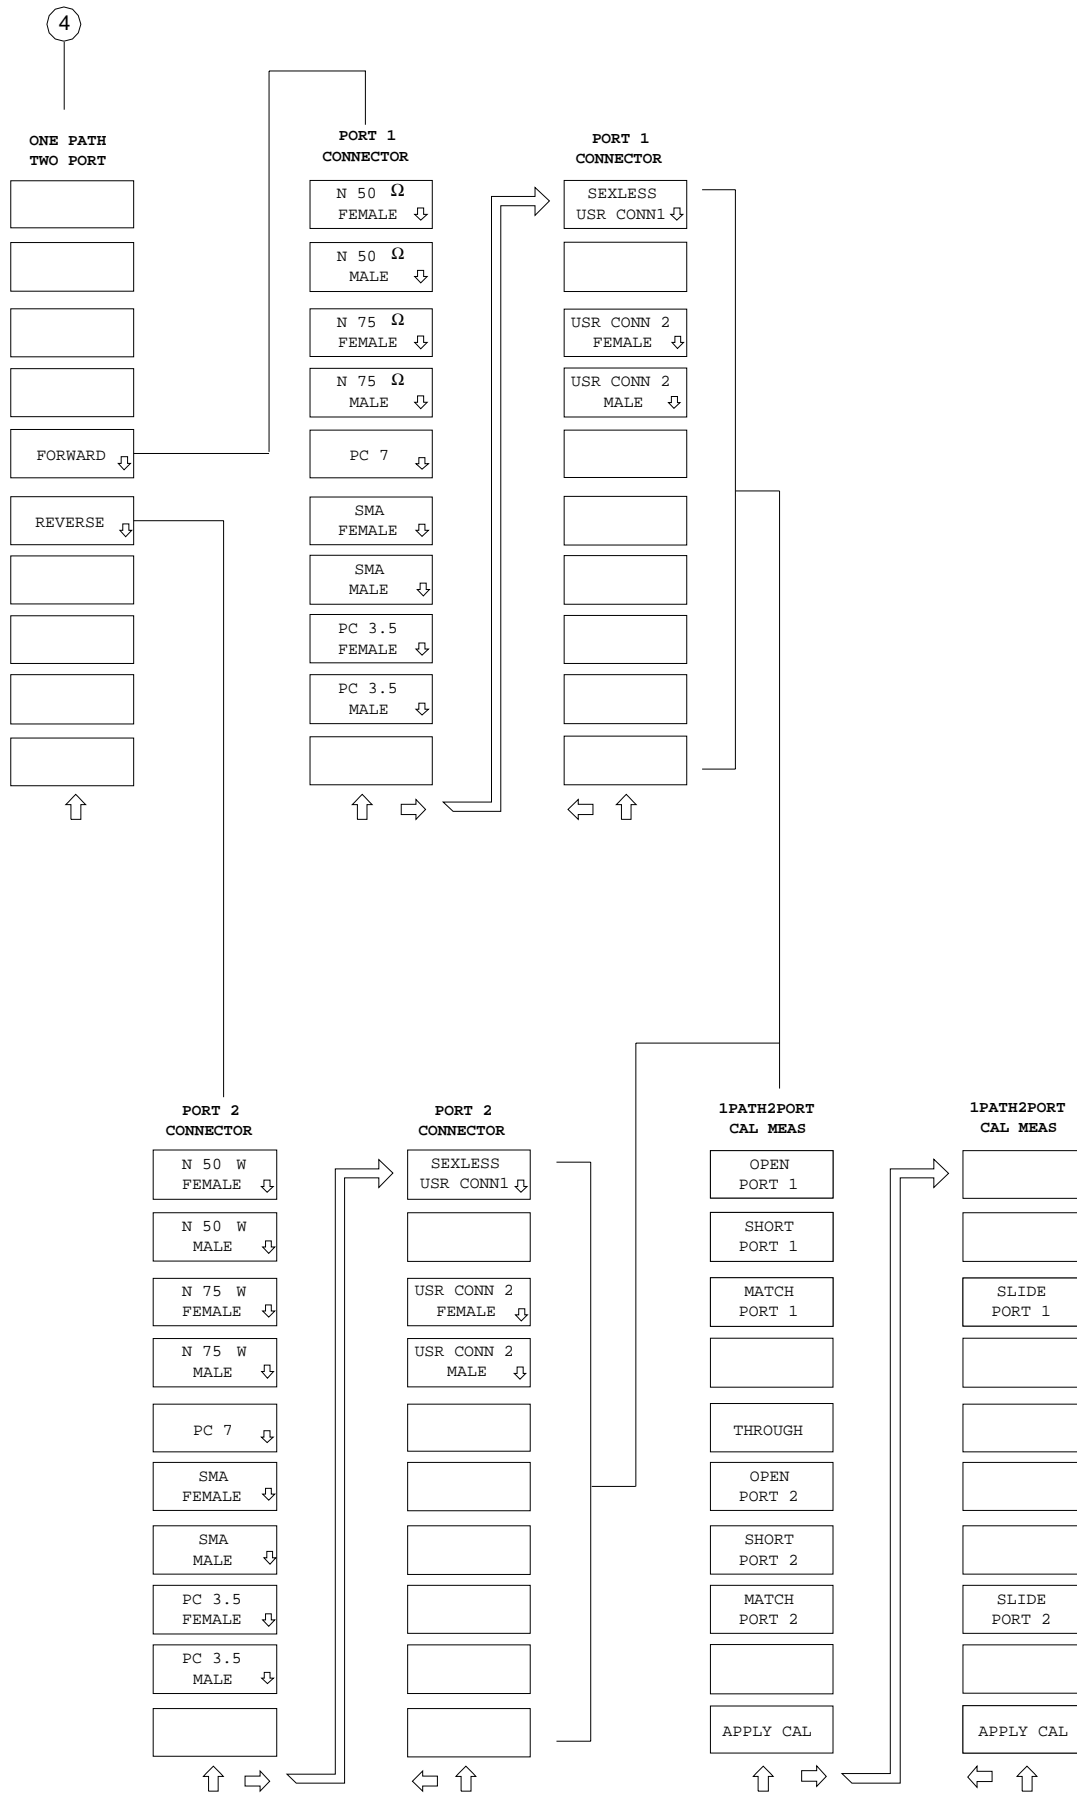 4
ONE PATH
TWO PORT
FORWARD
REVERSE
PORT 1
CONNECTOR
N 50 Ω
FEMALE
N 50 Ω
MALE
N 75 Ω
FEMALE
N 75 Ω
MALE
PC 7
SMA
FEMALE
SMA
MALE
PC 3.5
FEMALE
PC 3.5
MALE
PORT 1
CONNECTOR
SEXLESS
USR CONN1
USR CONN 2
FEMALE
USR CONN 2
MALE
PORT 2
CONNECTOR
N 50 W
FEMALE
N 50 W
MALE
N 75 W
FEMALE
N 75 W
MALE
PC 7
SMA
FEMALE
SMA
MALE
PC 3.5
FEMALE
PC 3.5
MALE
PORT 2
CONNECTOR
SEXLESS
USR CONN1
USR CONN 2
FEMALE
USR CONN 2
MALE
1PATH2PORT
CAL MEAS
OPEN
PORT 1
SHORT
PORT 1
MATCH
PORT 1
THROUGH
OPEN
PORT 2
SHORT
PORT 2
MATCH
PORT 2
APPLY CAL
1PATH2PORT
CAL MEAS
SLIDE
PORT 1
SLIDE
PORT 2
APPLY CAL